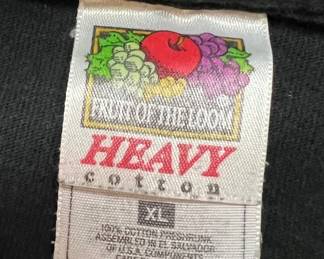 FRUIT OF THE LOOM
®
HEAVY
cotton
XL
100% COTTON PRESHRUNK
ASSEMBLED IN EL SALVADOR
OF U.S.A. COMPONENTS